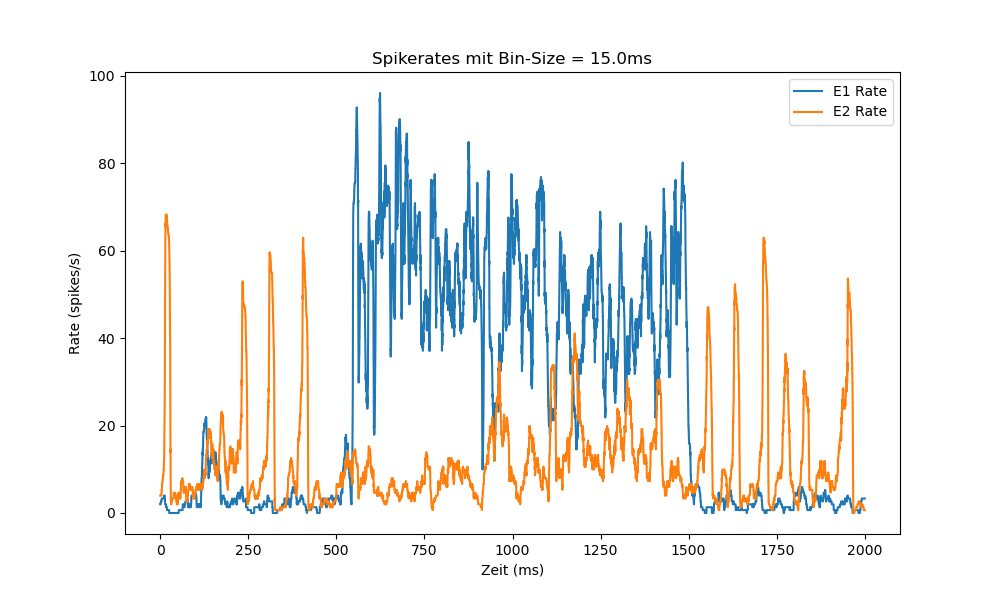 Spikerates mit Bin-Size = 15.0ms
E1 Rate
E2 Rate
Rate (spikes/s)
100
80
60
40
20
0
0 250 500 750 1000 1250 1500 1750 2000
Zeit (ms)